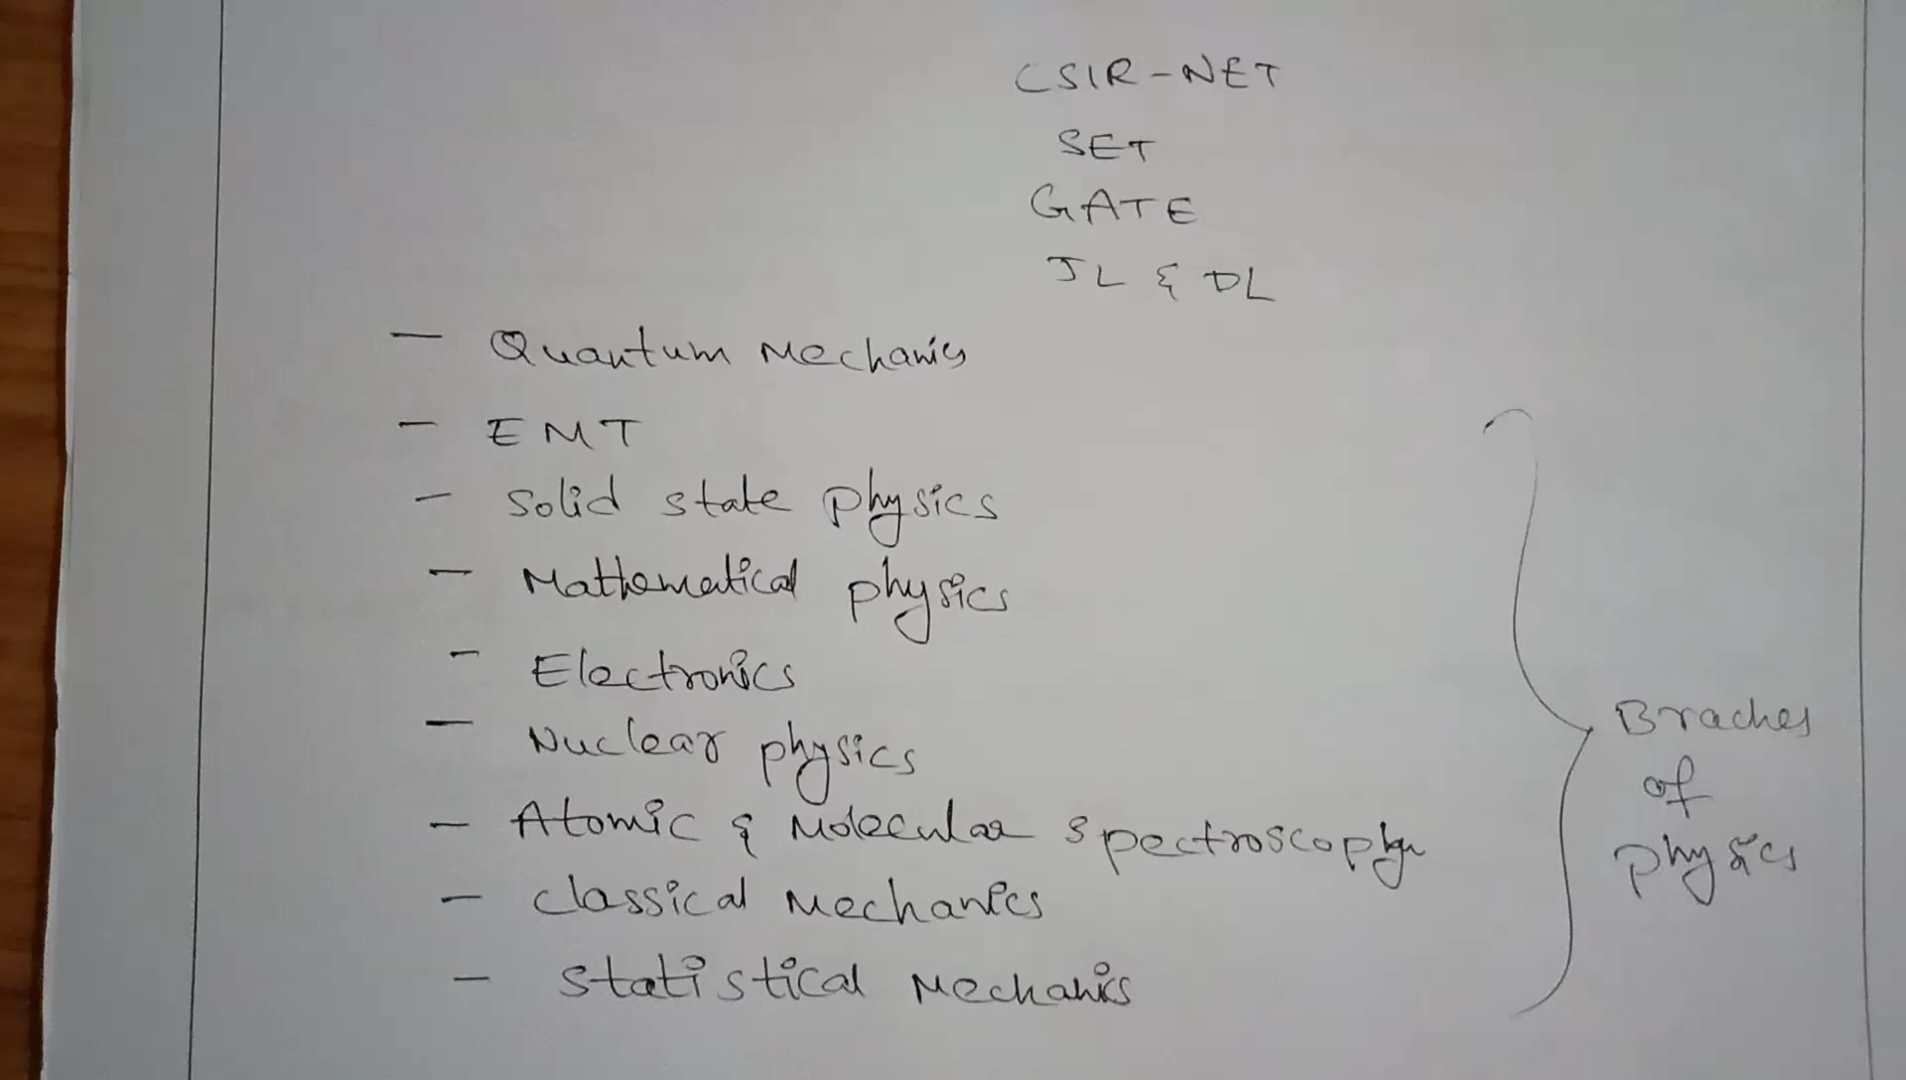 CSIR-NET
SET
GATE
JL & DL
- Quantum Mechanics
- EMT
- Solid state physics
- Mathematical physics
- Electronics
- Nuclear physics
- Atomic & Molecular spectroscophy
- classical Mechanics
- Statistical Mechanics
Braches
of
physics